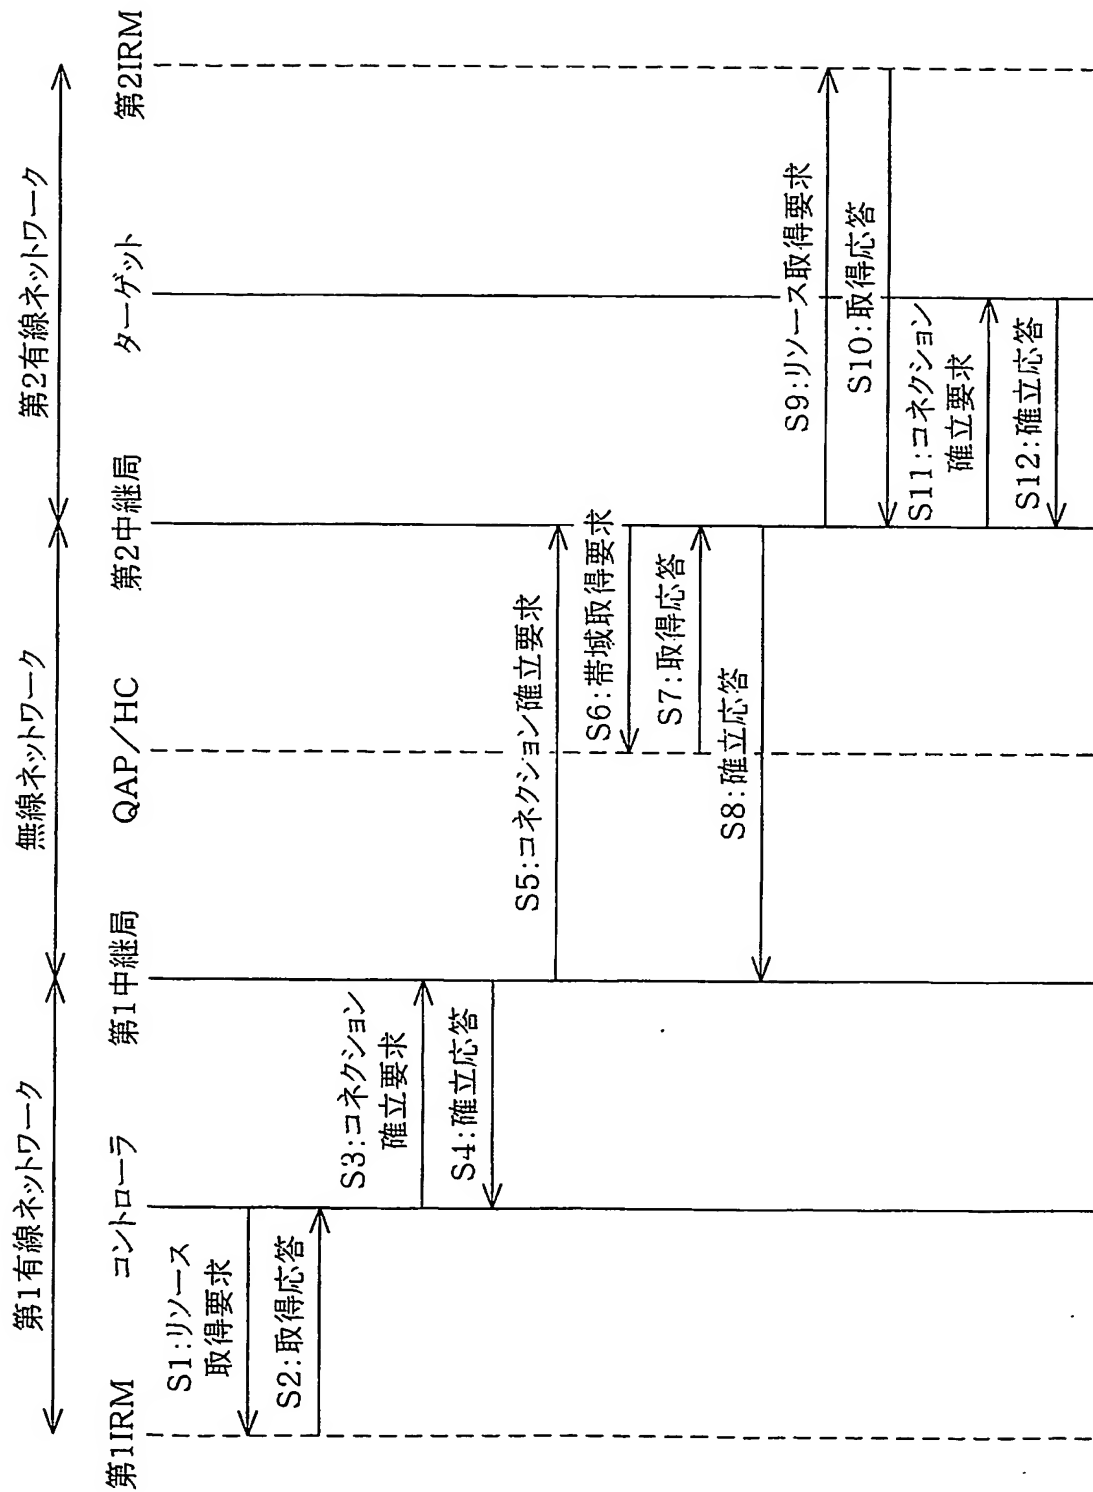 第1有線ネットワーク
無線ネットワーク
第2有線ネットワーク
第1IRM
コントローラ
第1中継局
QAP／HC
第2中継局
ターゲット
第2IRM
S1:リソース
取得要求
S2:取得応答
S3:コネクション
確立要求
S4:確立応答
S5:コネクション確立要求
S6:帯域取得要求
S7:取得応答
S8:確立応答
S9:リソース取得要求
S10:取得応答
S11:コネクション
確立要求
S12:確立応答